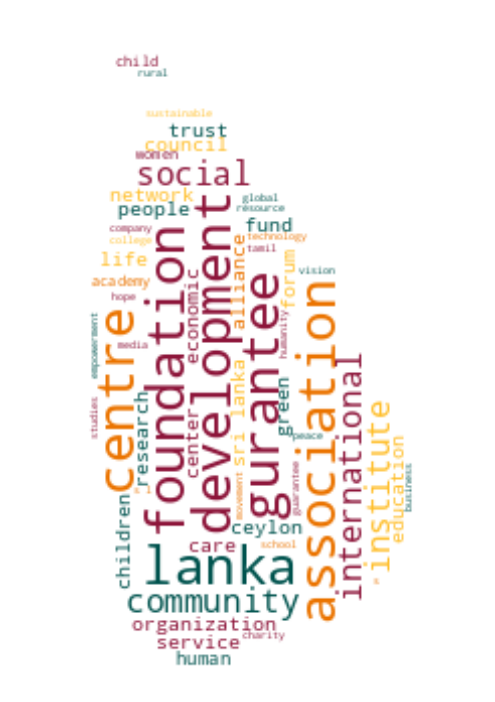 child
rural
sustainable
trust
council
women
social
network
people
global
resource
company
college
fund
technology
tamil
life
academy
hope
media
empowerment
studies
centre
research
children
foundation
economic
center
development
alliance
sri lanka
movement
gurantee
forum
humanity
vision
green
peace
guarantee
association
international
institute
education
business
ceylon
care
school
lanka
community
organization
charity
service
human